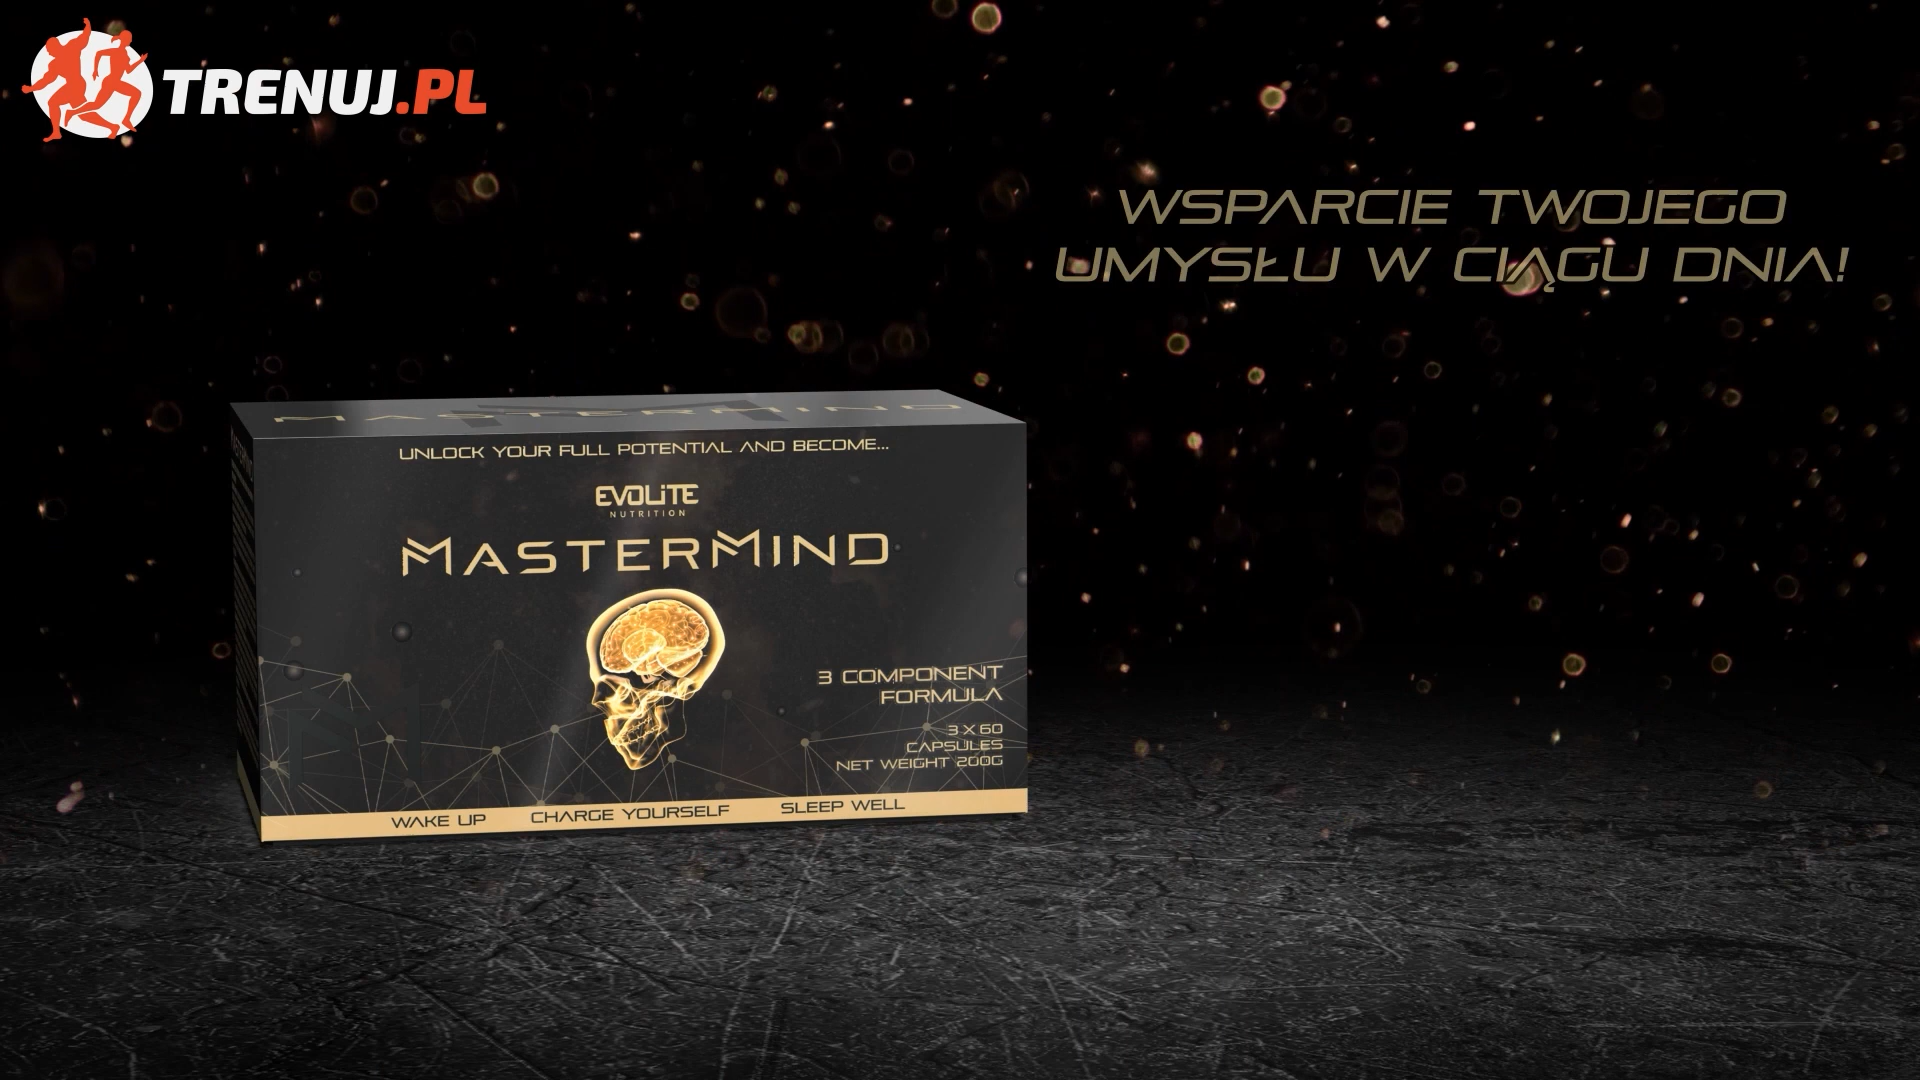 TRENUJ.PL
WSPARCIE TWOJEGO
UMYSŁU W CIĄGU DNIA!
MASTERMIND
UNLOCK YOUR FULL POTENTIAL AND BECOME...
EVOLITE
NUTRITION
MASTERMIND
3 COMPONENT
FORMULA
3 X 60
CAPSULES
NET WEIGHT 200G
WAKE UP CHARGE YOURSELF SLEEP WELL